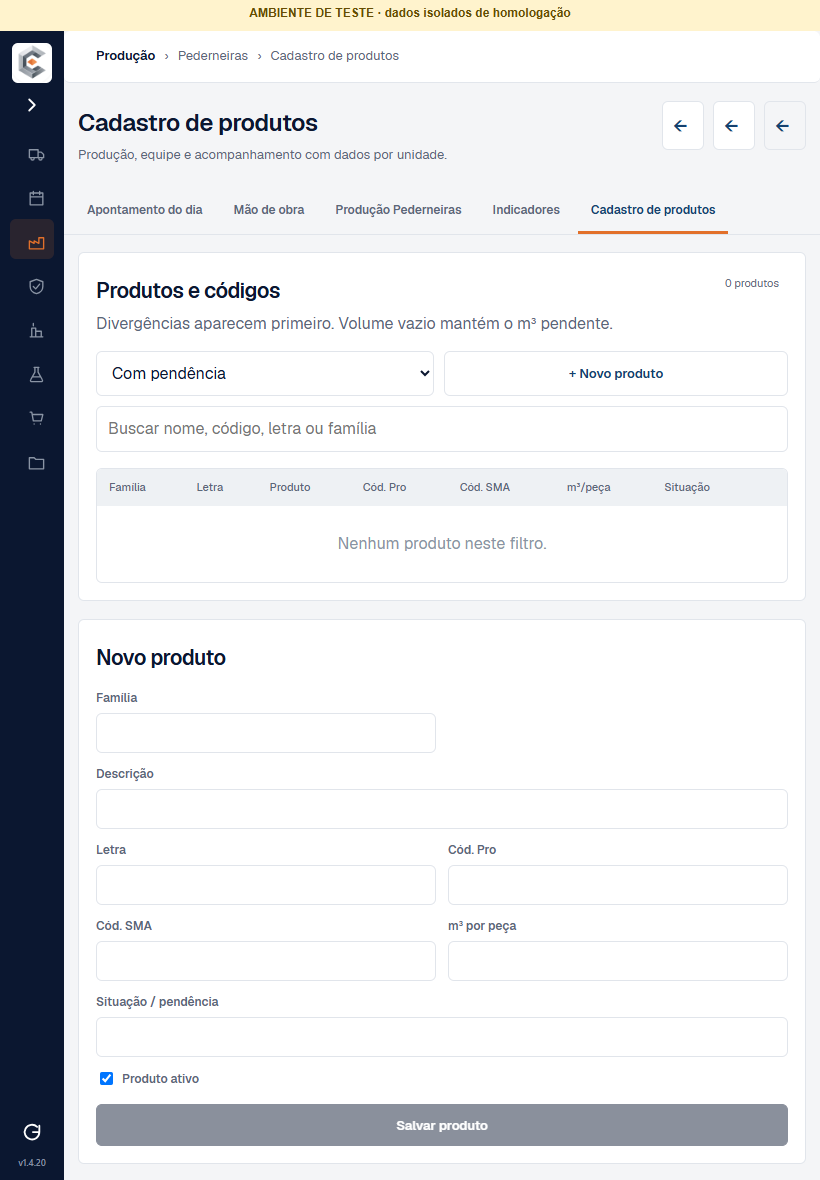 AMBIENTE DE TESTE · dados isolados de homologação
Produção › Pederneiras › Cadastro de produtos
Cadastro de produtos
Produção, equipe e acompanhamento com dados por unidade.
Apontamento do dia Mão de obra Produção Pederneiras Indicadores Cadastro de produtos
Produtos e códigos 0 produtos
Divergências aparecem primeiro. Volume vazio mantém o m³ pendente.
Com pendência + Novo produto
Buscar nome, código, letra ou família
Família Letra Produto Cód. Pro Cód. SMA m³/peça Situação
Nenhum produto neste filtro.
Novo produto
Família
Descrição
Letra Cód. Pro
Cód. SMA m³ por peça
Situação / pendência
Produto ativo
Salvar produto
v1.4.20